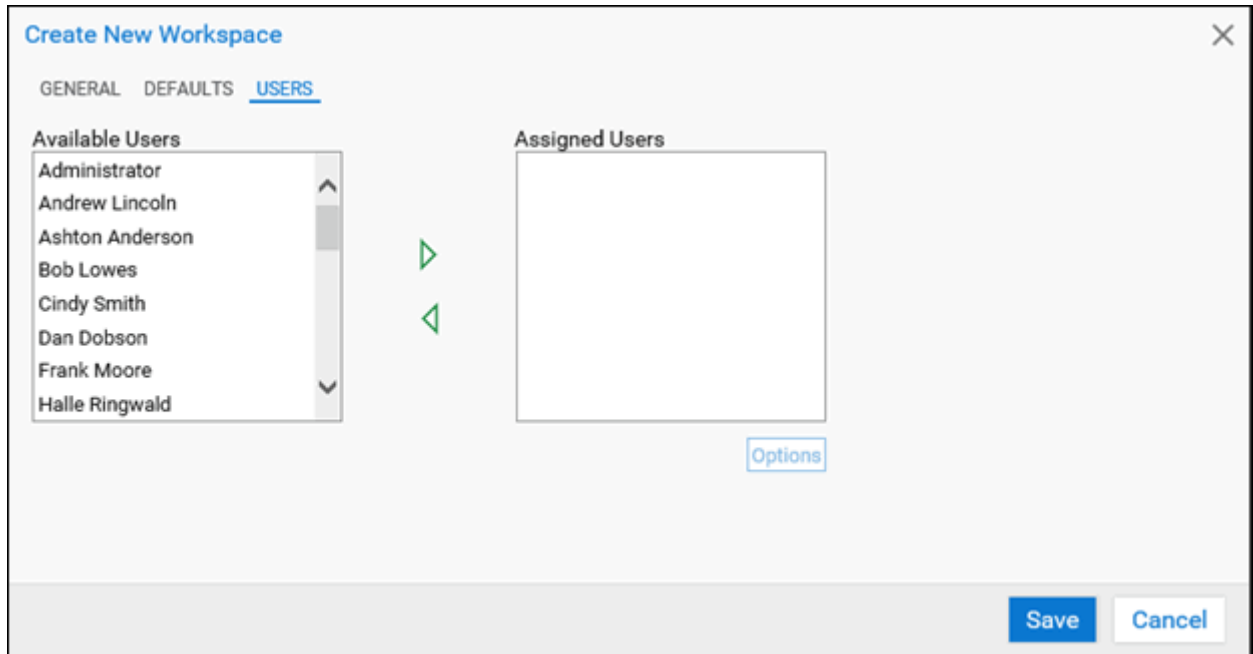 Create New Workspace
GENERAL DEFAULTS USERS
Available Users
Administrator
Andrew Lincoln
Ashton Anderson
Bob Lowes
Cindy Smith
Dan Dobson
Frank Moore
Halle Ringwald
Assigned Users
Options
Save Cancel